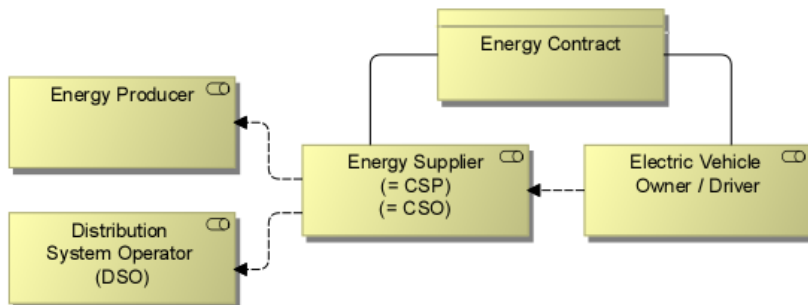 Energy Contract
Energy Producer
Energy Supplier
(= CSP)
(= CSO)
Electric Vehicle
Owner / Driver
Distribution
System Operator
(DSO)